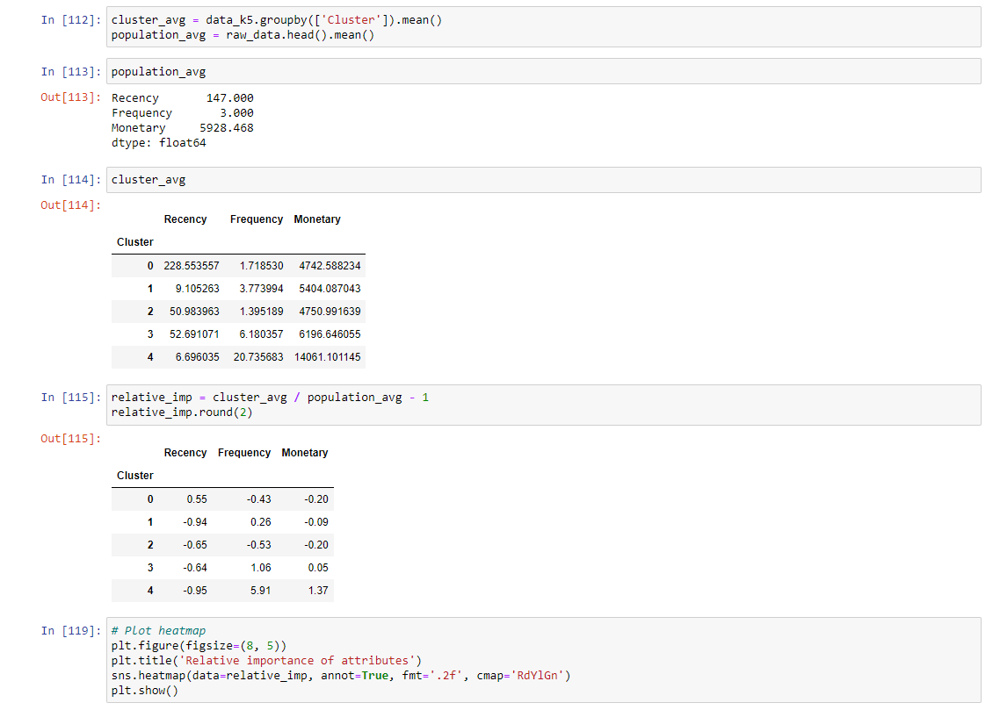 In [112]: cluster_avg = data_k5.groupby(['Cluster']).mean()
population_avg = raw_data.head().mean()
In [113]: population_avg
Out[113]: Recency 147.000
Frequency 3.000
Monetary 5928.468
dtype: float64
In [114]: cluster_avg
Out[114]:
Recency Frequency Monetary
Cluster
0 228.553557 1.718530 4742.588234
1 9.105263 3.773994 5404.087043
2 50.983963 1.395189 4750.991639
3 52.691071 6.180357 6196.646055
4 6.696035 20.735683 14061.101145
In [115]: relative_imp = cluster_avg / population_avg - 1
relative_imp.round(2)
Out[115]:
Recency Frequency Monetary
Cluster
0 0.55 -0.43 -0.20
1 -0.94 0.26 -0.09
2 -0.65 -0.53 -0.20
3 -0.64 1.06 0.05
4 -0.95 5.91 1.37
In [119]: # Plot heatmap
plt.figure(figsize=(8, 5))
plt.title('Relative importance of attributes')
sns.heatmap(data=relative_imp, annot=True, fmt='.2f', cmap='RdYlGn')
plt.show()